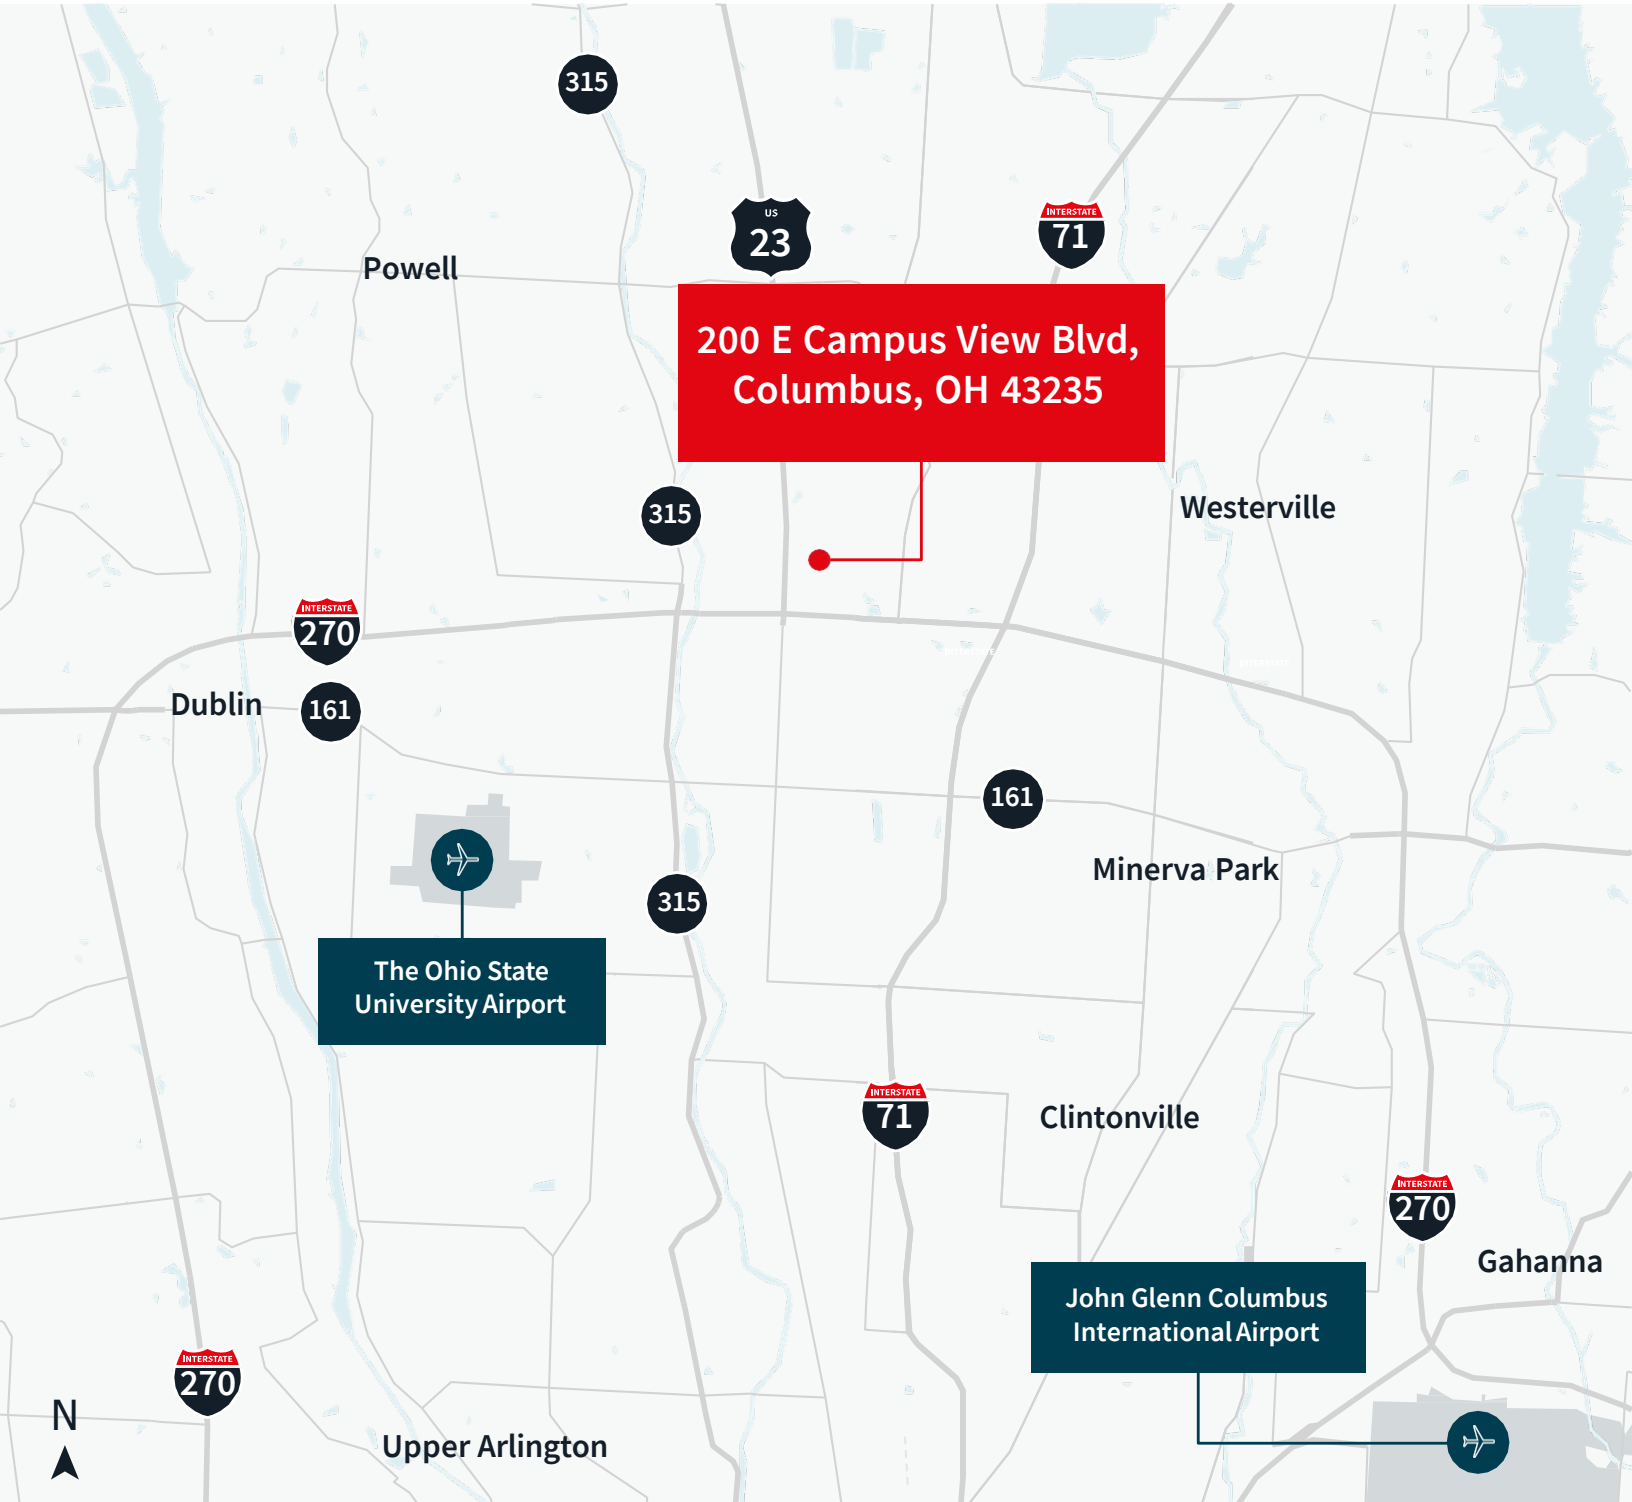 315
US
23
INTERSTATE
71
Powell
200 E Campus View Blvd,
Columbus, OH 43235
315
Westerville
INTERSTATE
270
INTERSTATE
INTERSTATE
Dublin
161
161
Minerva Park
315
The Ohio State
University Airport
INTERSTATE
71
Clintonville
INTERSTATE
270
Gahanna
John Glenn Columbus
International Airport
INTERSTATE
270
N
Upper Arlington